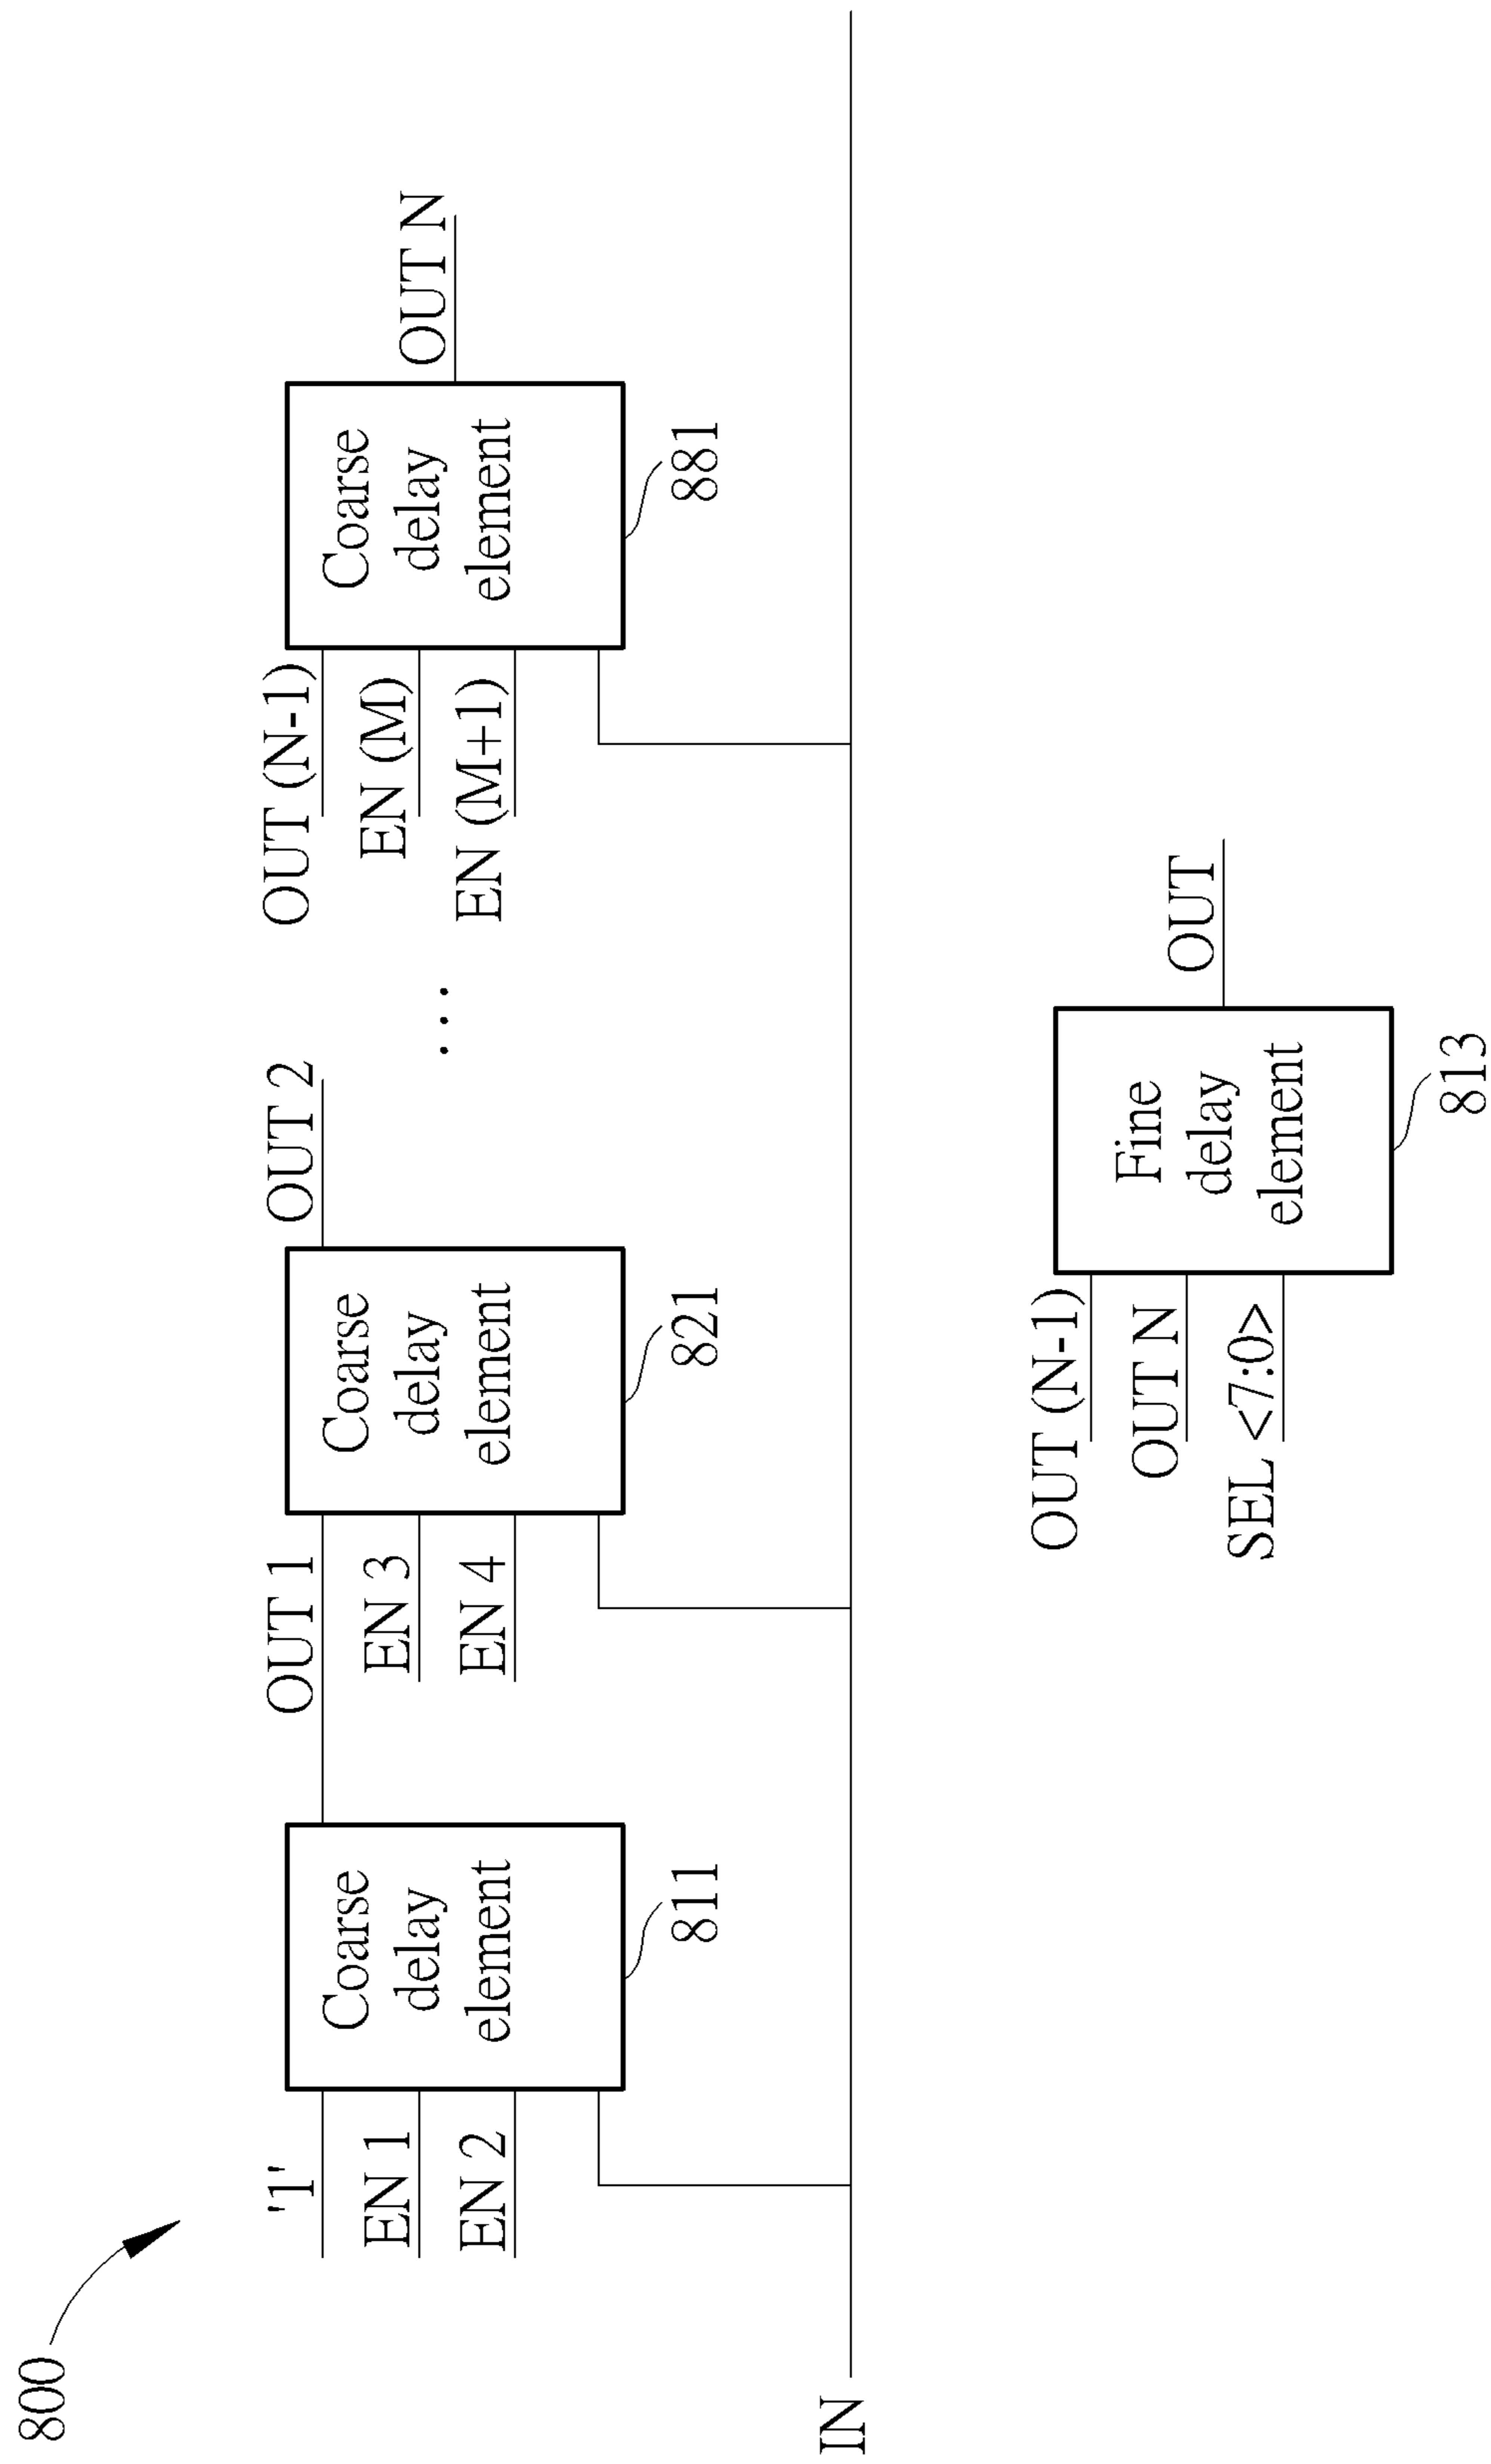 800
'1'
EN 1
EN 2
Coarse
delay
element
811
OUT 1
EN 3
EN 4
Coarse
delay
element
821
OUT 2
...
OUT (N-1)
EN (M)
EN (M+1)
Coarse
delay
element
881
OUT N
IN
OUT (N-1)
OUT N
SEL <7:0>
Fine
delay
element
813
OUT